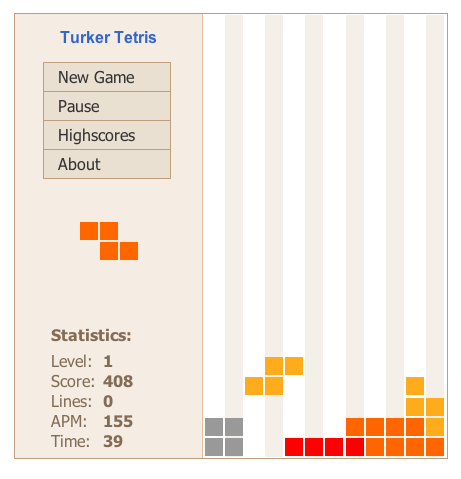 Turker Tetris
New Game
Pause
Highscores
About
Statistics:
Level: 1
Score: 408
Lines: 0
APM: 155
Time: 39